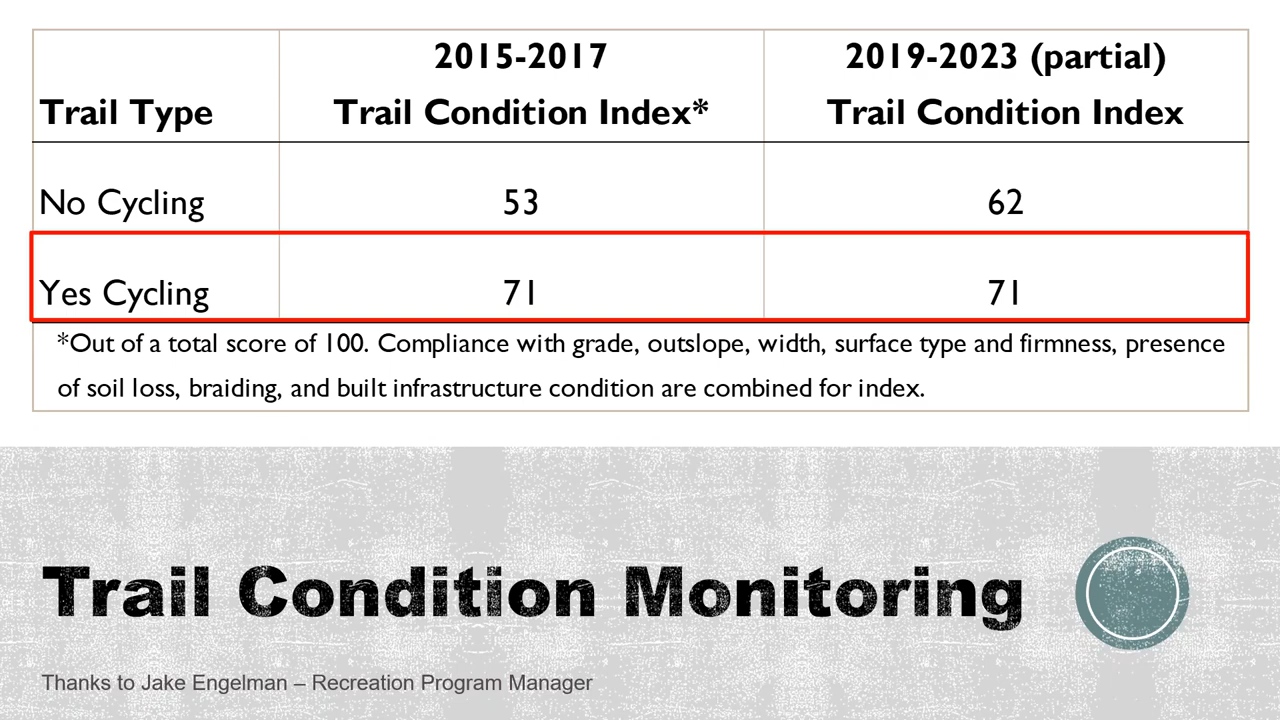 2015-2017 2019-2023 (partial)
Trail Type Trail Condition Index* Trail Condition Index
No Cycling 53 62
Yes Cycling 71 71
*Out of a total score of 100. Compliance with grade, outslope, width, surface type and firmness, presence
of soil loss, braiding, and built infrastructure condition are combined for index.
Trail Condition Monitoring
Thanks to Jake Engelman – Recreation Program Manager